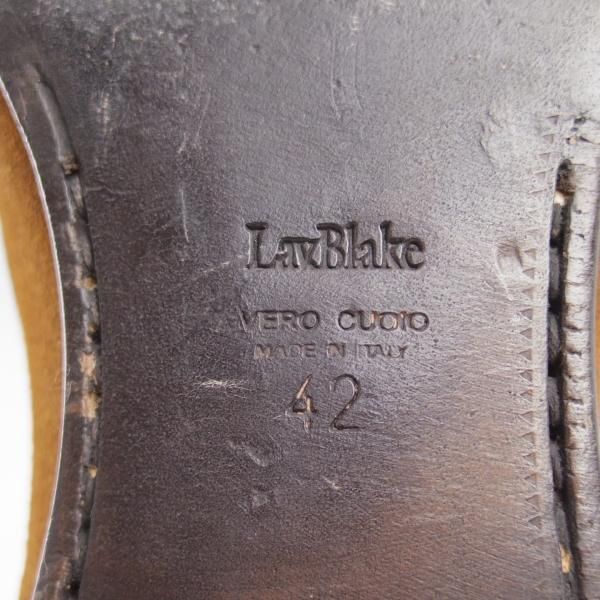 LavBlake
VERO CUOIO
MADE IN ITALY
42